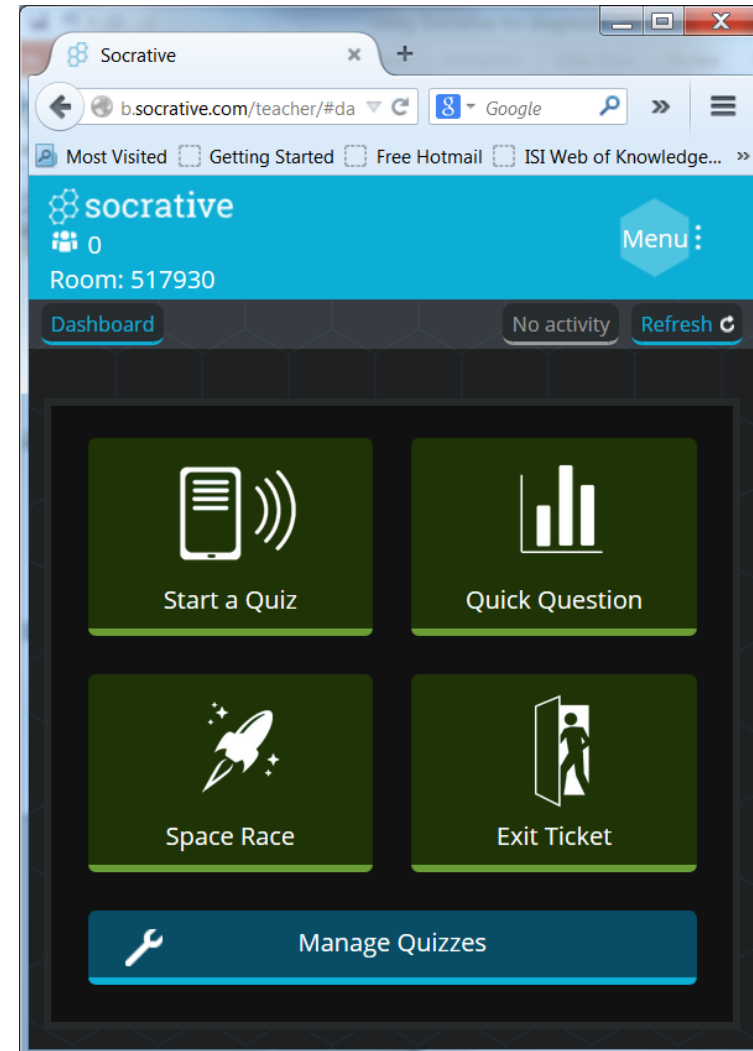 Socrative
b.socrative.com/teacher/#da
Google
Most Visited Getting Started Free Hotmail ISI Web of Knowledge... »
socrative
0
Menu
Room: 517930
Dashboard No activity Refresh
Start a Quiz Quick Question
Space Race Exit Ticket
Manage Quizzes